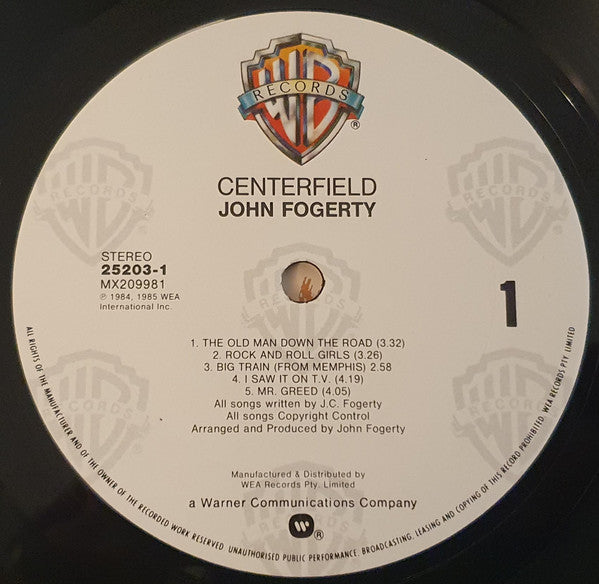 WB
RECORDS
®
CENTERFIELD
JOHN FOGERTY
STEREO
25203-1
MX209981
℗ 1984, 1985 WEA
International Inc.
1
1. THE OLD MAN DOWN THE ROAD (3.32)
2. ROCK AND ROLL GIRLS (3.26)
3. BIG TRAIN (FROM MEMPHIS) 2.58
4. I SAW IT ON T.V. (4.19)
5. MR. GREED (4.05)
All songs written by J.C. Fogerty
All songs Copyright Control
Arranged and Produced by John Fogerty
Manufactured & Distributed by
WEA Records Pty. Limited
a Warner Communications Company
®
ALL RIGHTS OF THE MANUFACTURER AND OF THE OWNER OF THE RECORDED WORK RESERVED. UNAUTHORISED PUBLIC PERFORMANCE, BROADCASTING, LEASING AND COPYING OF THIS RECORD PROHIBITED. WEA RECORDS PTY. LIMITED